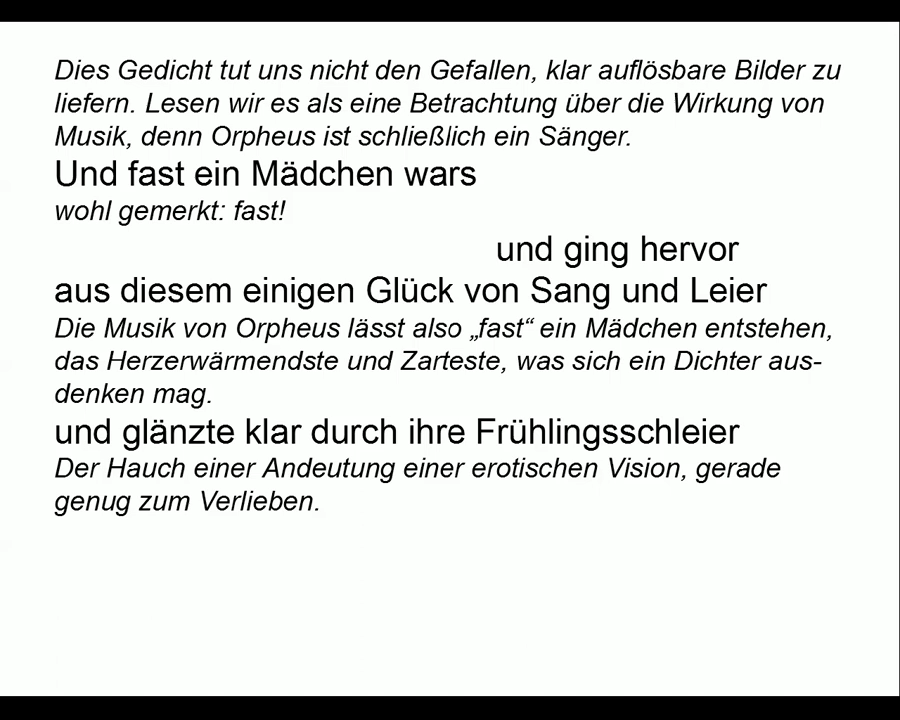 Dies Gedicht tut uns nicht den Gefallen, klar auflösbare Bilder zu
liefern. Lesen wir es als eine Betrachtung über die Wirkung von
Musik, denn Orpheus ist schließlich ein Sänger.
Und fast ein Mädchen wars
wohl gemerkt: fast!
und ging hervor
aus diesem einigen Glück von Sang und Leier
Die Musik von Orpheus lässt also „fast“ ein Mädchen entstehen,
das Herzerwärmendste und Zarteste, was sich ein Dichter aus-
denken mag.
und glänzte klar durch ihre Frühlingsschleier
Der Hauch einer Andeutung einer erotischen Vision, gerade
genug zum Verlieben.